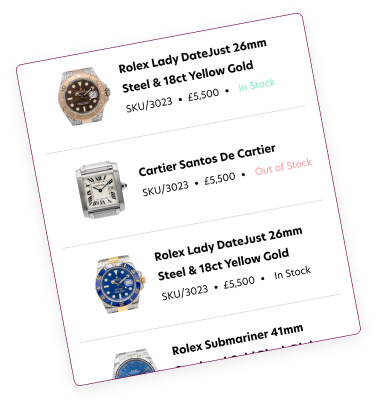 Rolex Lady DateJust 26mm
Steel & 18ct Yellow Gold
SKU/3023 • £5,500 • In Stock
Cartier Santos De Cartier
SKU/3023 • £5,500 • Out of Stock
Rolex Lady DateJust 26mm
Steel & 18ct Yellow Gold
SKU/3023 • £5,500 • In Stock
Rolex Submariner 41mm